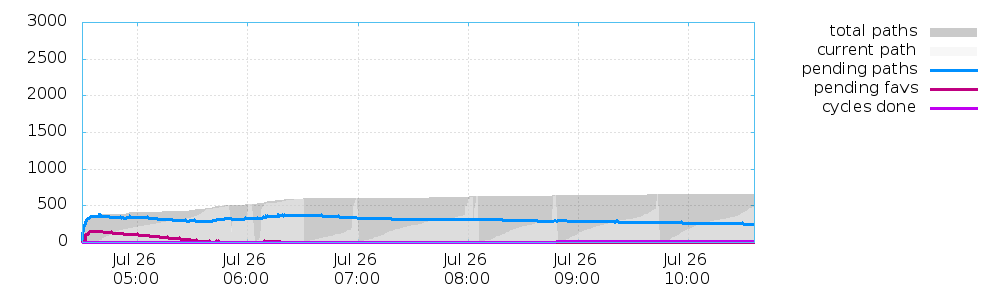 3000
2500
2000
1500
1000
500
0
Jul 26
05:00
Jul 26
06:00
Jul 26
07:00
Jul 26
08:00
Jul 26
09:00
Jul 26
10:00
total paths
current path
pending paths
pending favs
cycles done